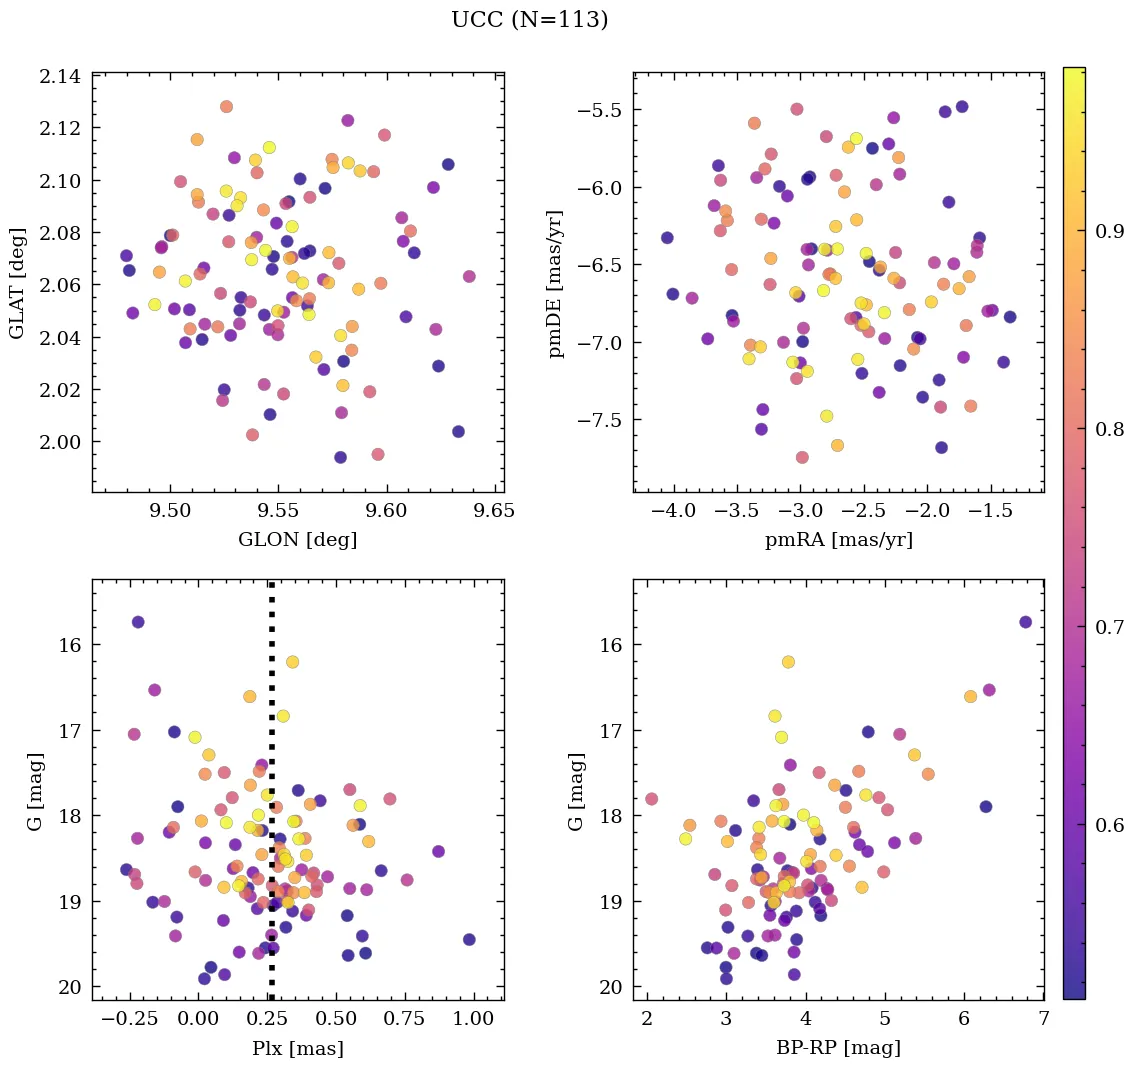 UCC (N=113)
2.14
2.12
2.10
2.08
2.06
2.04
2.02
2.00
GLAT [deg]
9.50 9.55 9.60 9.65
GLON [deg]
−5.5
−6.0
−6.5
−7.0
−7.5
pmDE [mas/yr]
−4.0 −3.5 −3.0 −2.5 −2.0 −1.5
pmRA [mas/yr]
16
17
18
19
20
G [mag]
−0.25 0.00 0.25 0.50 0.75 1.00
Plx [mas]
16
17
18
19
20
G [mag]
2 3 4 5 6 7
BP-RP [mag]
0.9
0.8
0.7
0.6